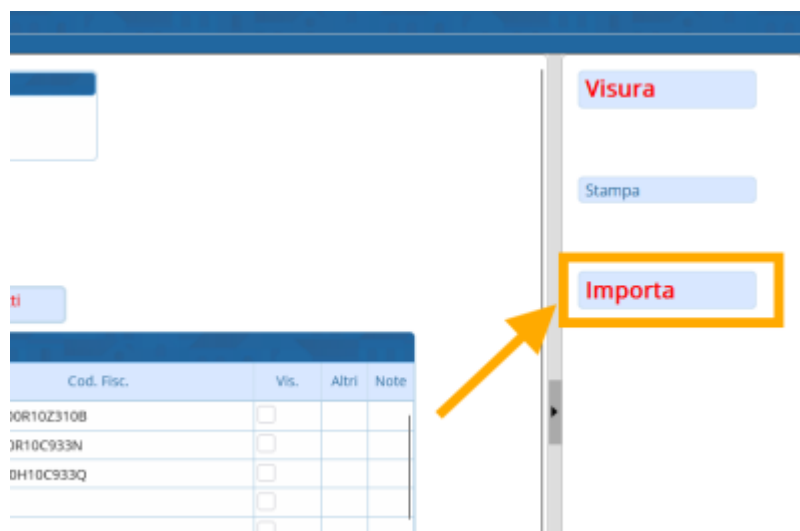 Visura
Stampa
ti
Importa
Cod. Fisc. Vis. Altri Note
00R10Z310B
0R10C933N
0H10C933Q